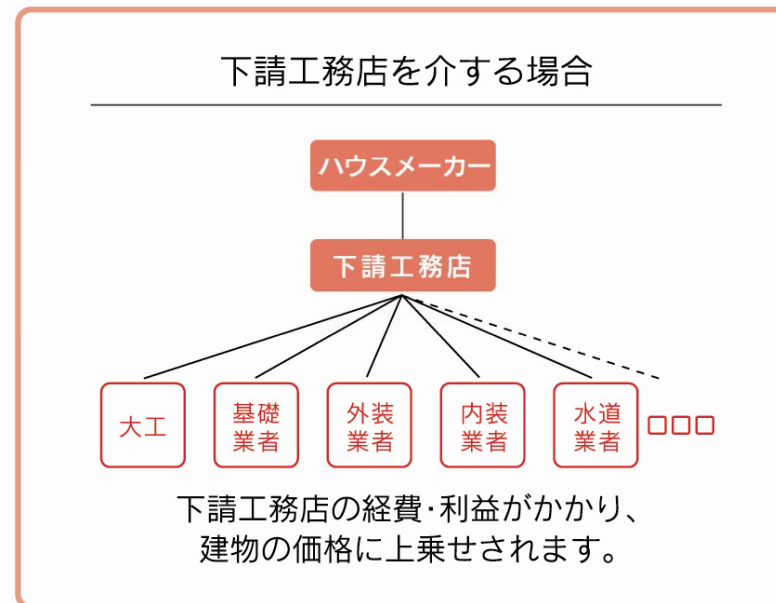 下請工務店を介する場合
ハウスメーカー
下請工務店
大工
基礎
業者
外装
業者
内装
業者
水道
業者
□□□
下請工務店の経費・利益がかかり、
建物の価格に上乗せされます。